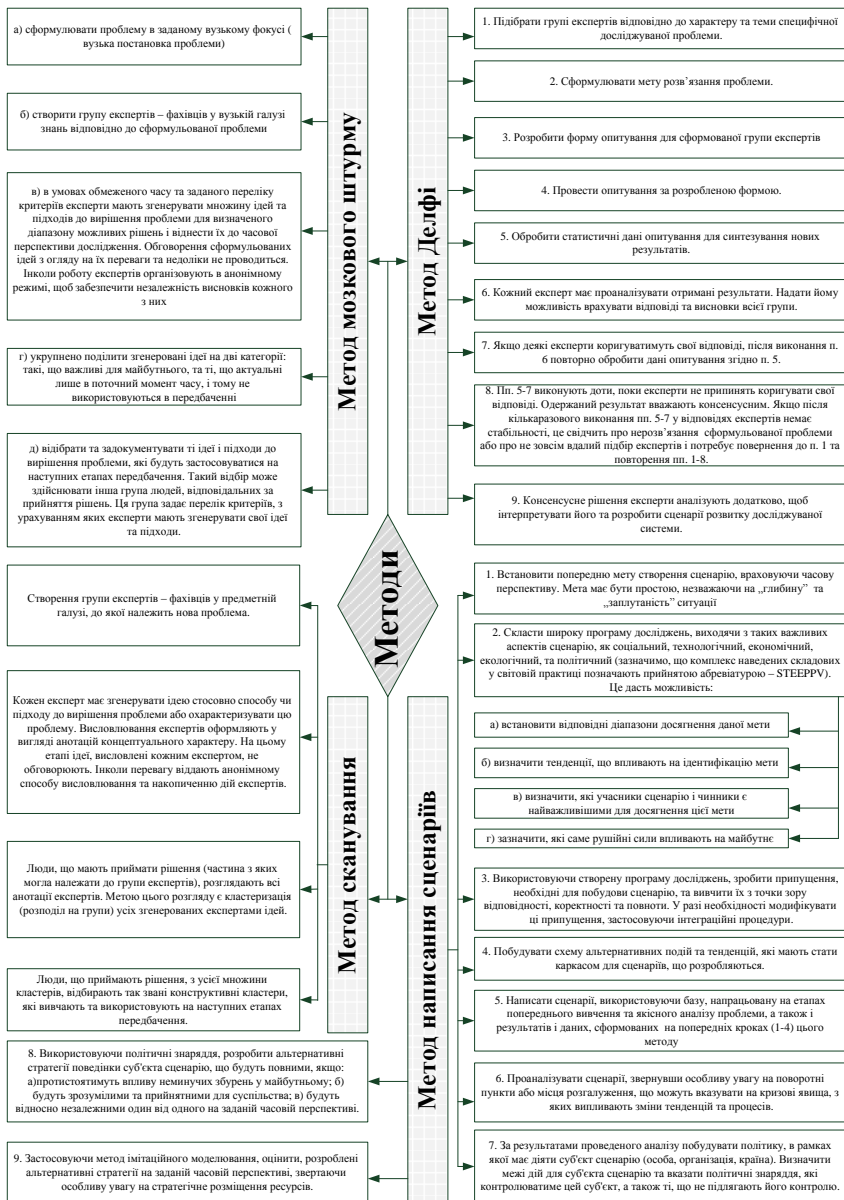 а) сформулювати проблему в заданому вузькому фокусі (
вузька постановка проблеми)
б) створити групу експертів – фахівців у вузькій галузі
знань відповідно до сформульованої проблеми
в) в умовах обмеженого часу та заданого переліку
критеріїв експерти мають згенерувати множину ідей та
підходів до вирішення проблеми для визначеного
діапазону можливих рішень і віднести їх до часової
перспективи дослідження. Обговорення сформульованих
ідей з огляду на їх переваги та недоліки не проводиться.
Інколи роботу експертів організовують в анонімному
режимі, щоб забезпечити незалежність висновків кожного
з них
г) укрупнено поділити згенеровані ідеї на дві категорії:
такі, що важливі для майбутнього, та ті, що актуальні
лише в поточний момент часу, і тому не
використовуються в передбаченні
д) відібрати та задокументувати ті ідеї і підходи до
вирішення проблеми, які будуть застосовуватися на
наступних етапах передбачення. Такий відбір може
здійснювати інша група людей, відповідальних за
прийняття рішень. Ця група задає перелік критеріїв, з
урахуванням яких експерти мають згенерувати свої ідеї
та підходи.
Метод мозкового штурму
Метод Делфі
1. Підібрати групі експертів відповідно до характеру та теми специфічної
досліджуваної проблеми.
2. Сформулювати мету розв’язання проблеми.
3. Розробити форму опитування для сформованої групи експертів
4. Провести опитування за розробленою формою.
5. Обробити статистичні дані опитування для синтезування нових
результатів.
6. Кожний експерт має проаналізувати отримані результати. Надати йому
можливість врахувати відповіді та висновки всієї групи.
7. Якщо деякі експерти коригуватимуть свої відповіді, після виконання п.
6 повторно обробити дані опитування згідно п. 5.
8. Пп. 5-7 виконують доти, поки експерти не припинять коригувати свої
відповіді. Одержаний результат вважають консенсусним. Якщо після
кількаразового виконання пп. 5-7 у відповідях експертів немає
стабільності, це свідчить про нерозв’язання сформульованої проблеми
або про не зовсім вдалий підбір експертів і потребує повернення до п. 1 та
повторення пп. 1-8.
9. Консенсусне рішення експерти аналізують додатково, щоб
інтерпретувати його та розробити сценарії розвитку досліджуваної
системи.
Методи
Створення групи експертів – фахівців у предметній
галузі, до якої належить нова проблема.
Кожен експерт має згенерувати ідею стосовно способу чи
підходу до вирішення проблеми або охарактеризувати цю
проблему. Висловлювання експертів оформляють у
вигляді анотацій концептуального характеру. На цьому
етапі ідеї, висловлені кожним експертом, не
обговорюють. Інколи перевагу віддають анонімному
способу висловлювання та накопиченню дій експертів.
Люди, що мають приймати рішення (частина з яких
могла належати до групи експертів), розглядають всі
анотації експертів. Метою цього розгляду є кластеризація
(розподіл на групи) усіх згенерованих експертами ідей.
Люди, що приймають рішення, з усієї множини
кластерів, відбирають так звані конструктивні кластери,
які вивчають та використовують на наступних етапах
передбачення.
Метод сканування
Метод написання сценаріїв
1. Встановити попередню мету створення сценарію, враховуючи часову
перспективу. Мета має бути простою, незважаючи на „глибину” та
„заплутаність” ситуації
2. Скласти широку програму досліджень, виходячи з таких важливих
аспектів сценарію, як соціальний, технологічний, економічний,
екологічний, та політичний (зазначимо, що комплекс наведених складових
у світовій практиці позначають прийнятою абревіатурою – STEEPPV).
Це дасть можливість:
а) встановити відповідні діапазони досягнення даної мети
б) визначити тенденції, що впливають на ідентифікацію мети
в) визначити, які учасники сценарію і чинники є
найважливішими для досягнення цієї мети
г) зазначити, які саме рушійні сили впливають на майбутнє
3. Використовуючи створену програму досліджень, зробити припущення,
необхідні для побудови сценарію, та вивчити їх з точки зору
відповідності, коректності та повноти. У разі необхідності модифікувати
ці припущення, застосовуючи інтеграційні процедури.
4. Побудувати схему альтернативних подій та тенденцій, які мають стати
каркасом для сценаріїв, що розробляються.
5. Написати сценарії, використовуючи базу, напрацьовану на етапах
попереднього вивчення та якісного аналізу проблеми, а також і
результатів і даних, сформованих на попередніх кроках (1-4) цього
методу
6. Проаналізувати сценарії, звернувши особливу увагу на поворотні
пункти або місця розгалуження, що можуть вказувати на кризові явища, з
яких випливають зміни тенденцій та процесів.
7. За результатами проведеного аналізу побудувати політику, в рамках
якої має діяти суб'єкт сценарію (особа, організація, країна). Визначити
межі дій для суб'єкта сценарію та вказати політичні знаряддя, які
контролюватиме цей суб'єкт, а також ті, що не підлягають його контролю.
8. Використовуючи політичні знаряддя, розробити альтернативні
стратегії поведінки суб'єкта сценарію, що будуть повними, якщо:
а)протистоятимуть впливу неминучих збурень у майбутньому; б)
будуть зрозумілими та прийнятними для суспільства; в) будуть
відносно незалежними один від одного на заданій часовій перспективі.
9. Застосовуючи метод імітаційного моделювання, оцінити, розроблені
альтернативні стратегії на заданій часовій перспективі, звертаючи
особливу увагу на стратегічне розміщення ресурсів.